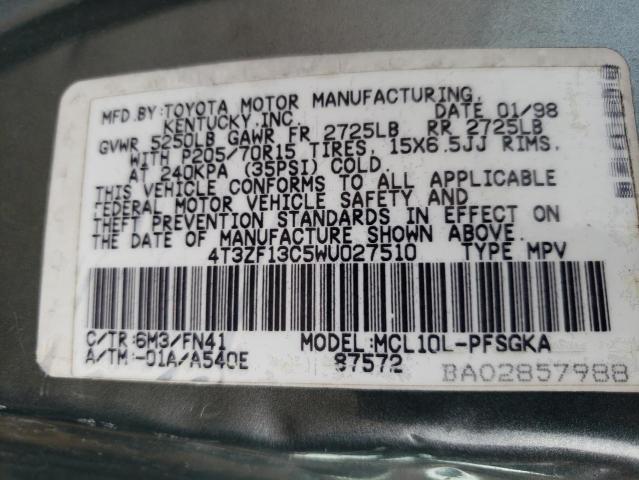 MFD.BY:TOYOTA MOTOR MANUFACTURING,
KENTUCKY,INC. DATE 01/98
GVWR 5250LB GAWR FR 2725LB RR 2725LB
WITH P205/70R15 TIRES, 15X6.5JJ RIMS,
AT 240KPA (35PSI) COLD
THIS VEHICLE CONFORMS TO ALL APPLICABLE
FEDERAL MOTOR VEHICLE SAFETY AND
THEFT PREVENTION STANDARDS IN EFFECT ON
THE DATE OF MANUFACTURE SHOWN ABOVE.
4T3ZF13C5WU027510 TYPE MPV
C/TR:6M3/FN41 MODEL:MCL10L-PFSGKA
A/TM:-01A/A540E 87572
BA02857988